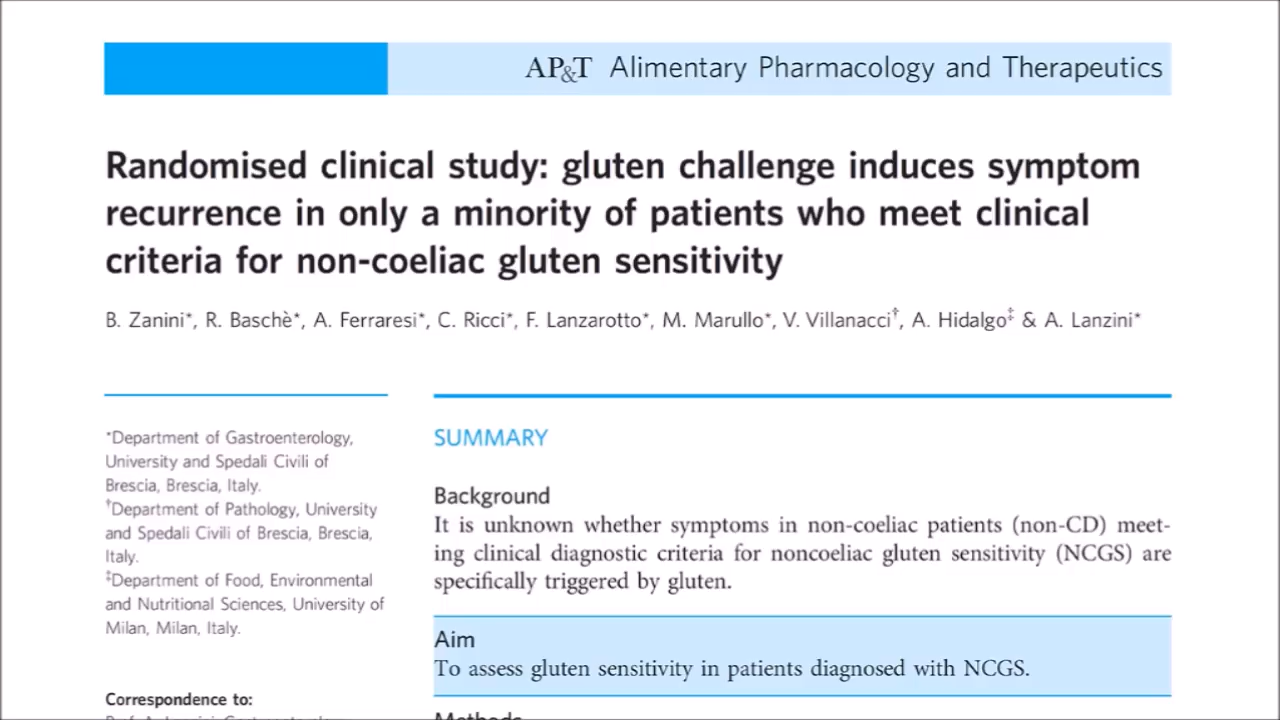 AP&T Alimentary Pharmacology and Therapeutics
Randomised clinical study: gluten challenge induces symptom
recurrence in only a minority of patients who meet clinical
criteria for non-coeliac gluten sensitivity
B. Zanini*, R. Baschè*, A. Ferraresi*, C. Ricci*, F. Lanzarotto*, M. Marullo*, V. Villanacci†, A. Hidalgo‡ & A. Lanzini*
*Department of Gastroenterology,
University and Spedali Civili of
Brescia, Brescia, Italy.
†Department of Pathology, University
and Spedali Civili of Brescia, Brescia,
Italy.
‡Department of Food, Environmental
and Nutritional Sciences, University of
Milan, Milan, Italy.
Correspondence to:
SUMMARY
Background
It is unknown whether symptoms in non-coeliac patients (non-CD) meet-
ing clinical diagnostic criteria for noncoeliac gluten sensitivity (NCGS) are
specifically triggered by gluten.
Aim
To assess gluten sensitivity in patients diagnosed with NCGS.
Methods